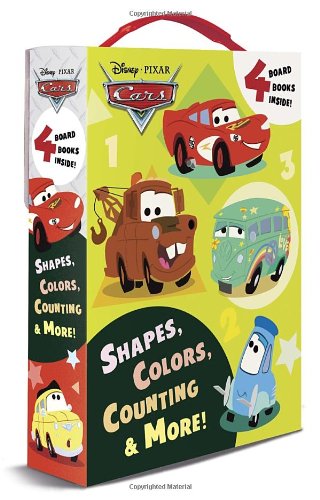 Disney · PIXAR
Cars
4 BOARD
BOOKS
INSIDE!
SHAPES,
COLORS,
COUNTING
& MORE!
Disney · PIXAR
Cars
4 BOARD
BOOKS
INSIDE!
1
3
2
SHAPES,
COLORS,
COUNTING
& MORE!